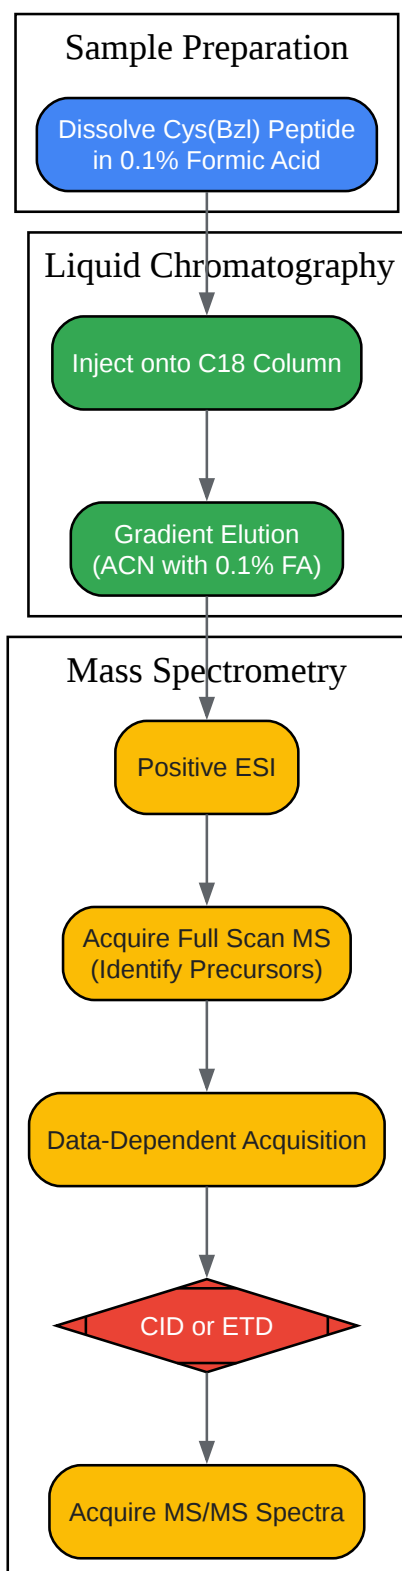 Sample Preparation
Dissolve Cys(Bzl) Peptide
in 0.1% Formic Acid
Liquid Chromatography
Inject onto C18 Column
Gradient Elution
(ACN with 0.1% FA)
Mass Spectrometry
Positive ESI
Acquire Full Scan MS
(Identify Precursors)
Data-Dependent Acquisition
CID or ETD
Acquire MS/MS Spectra